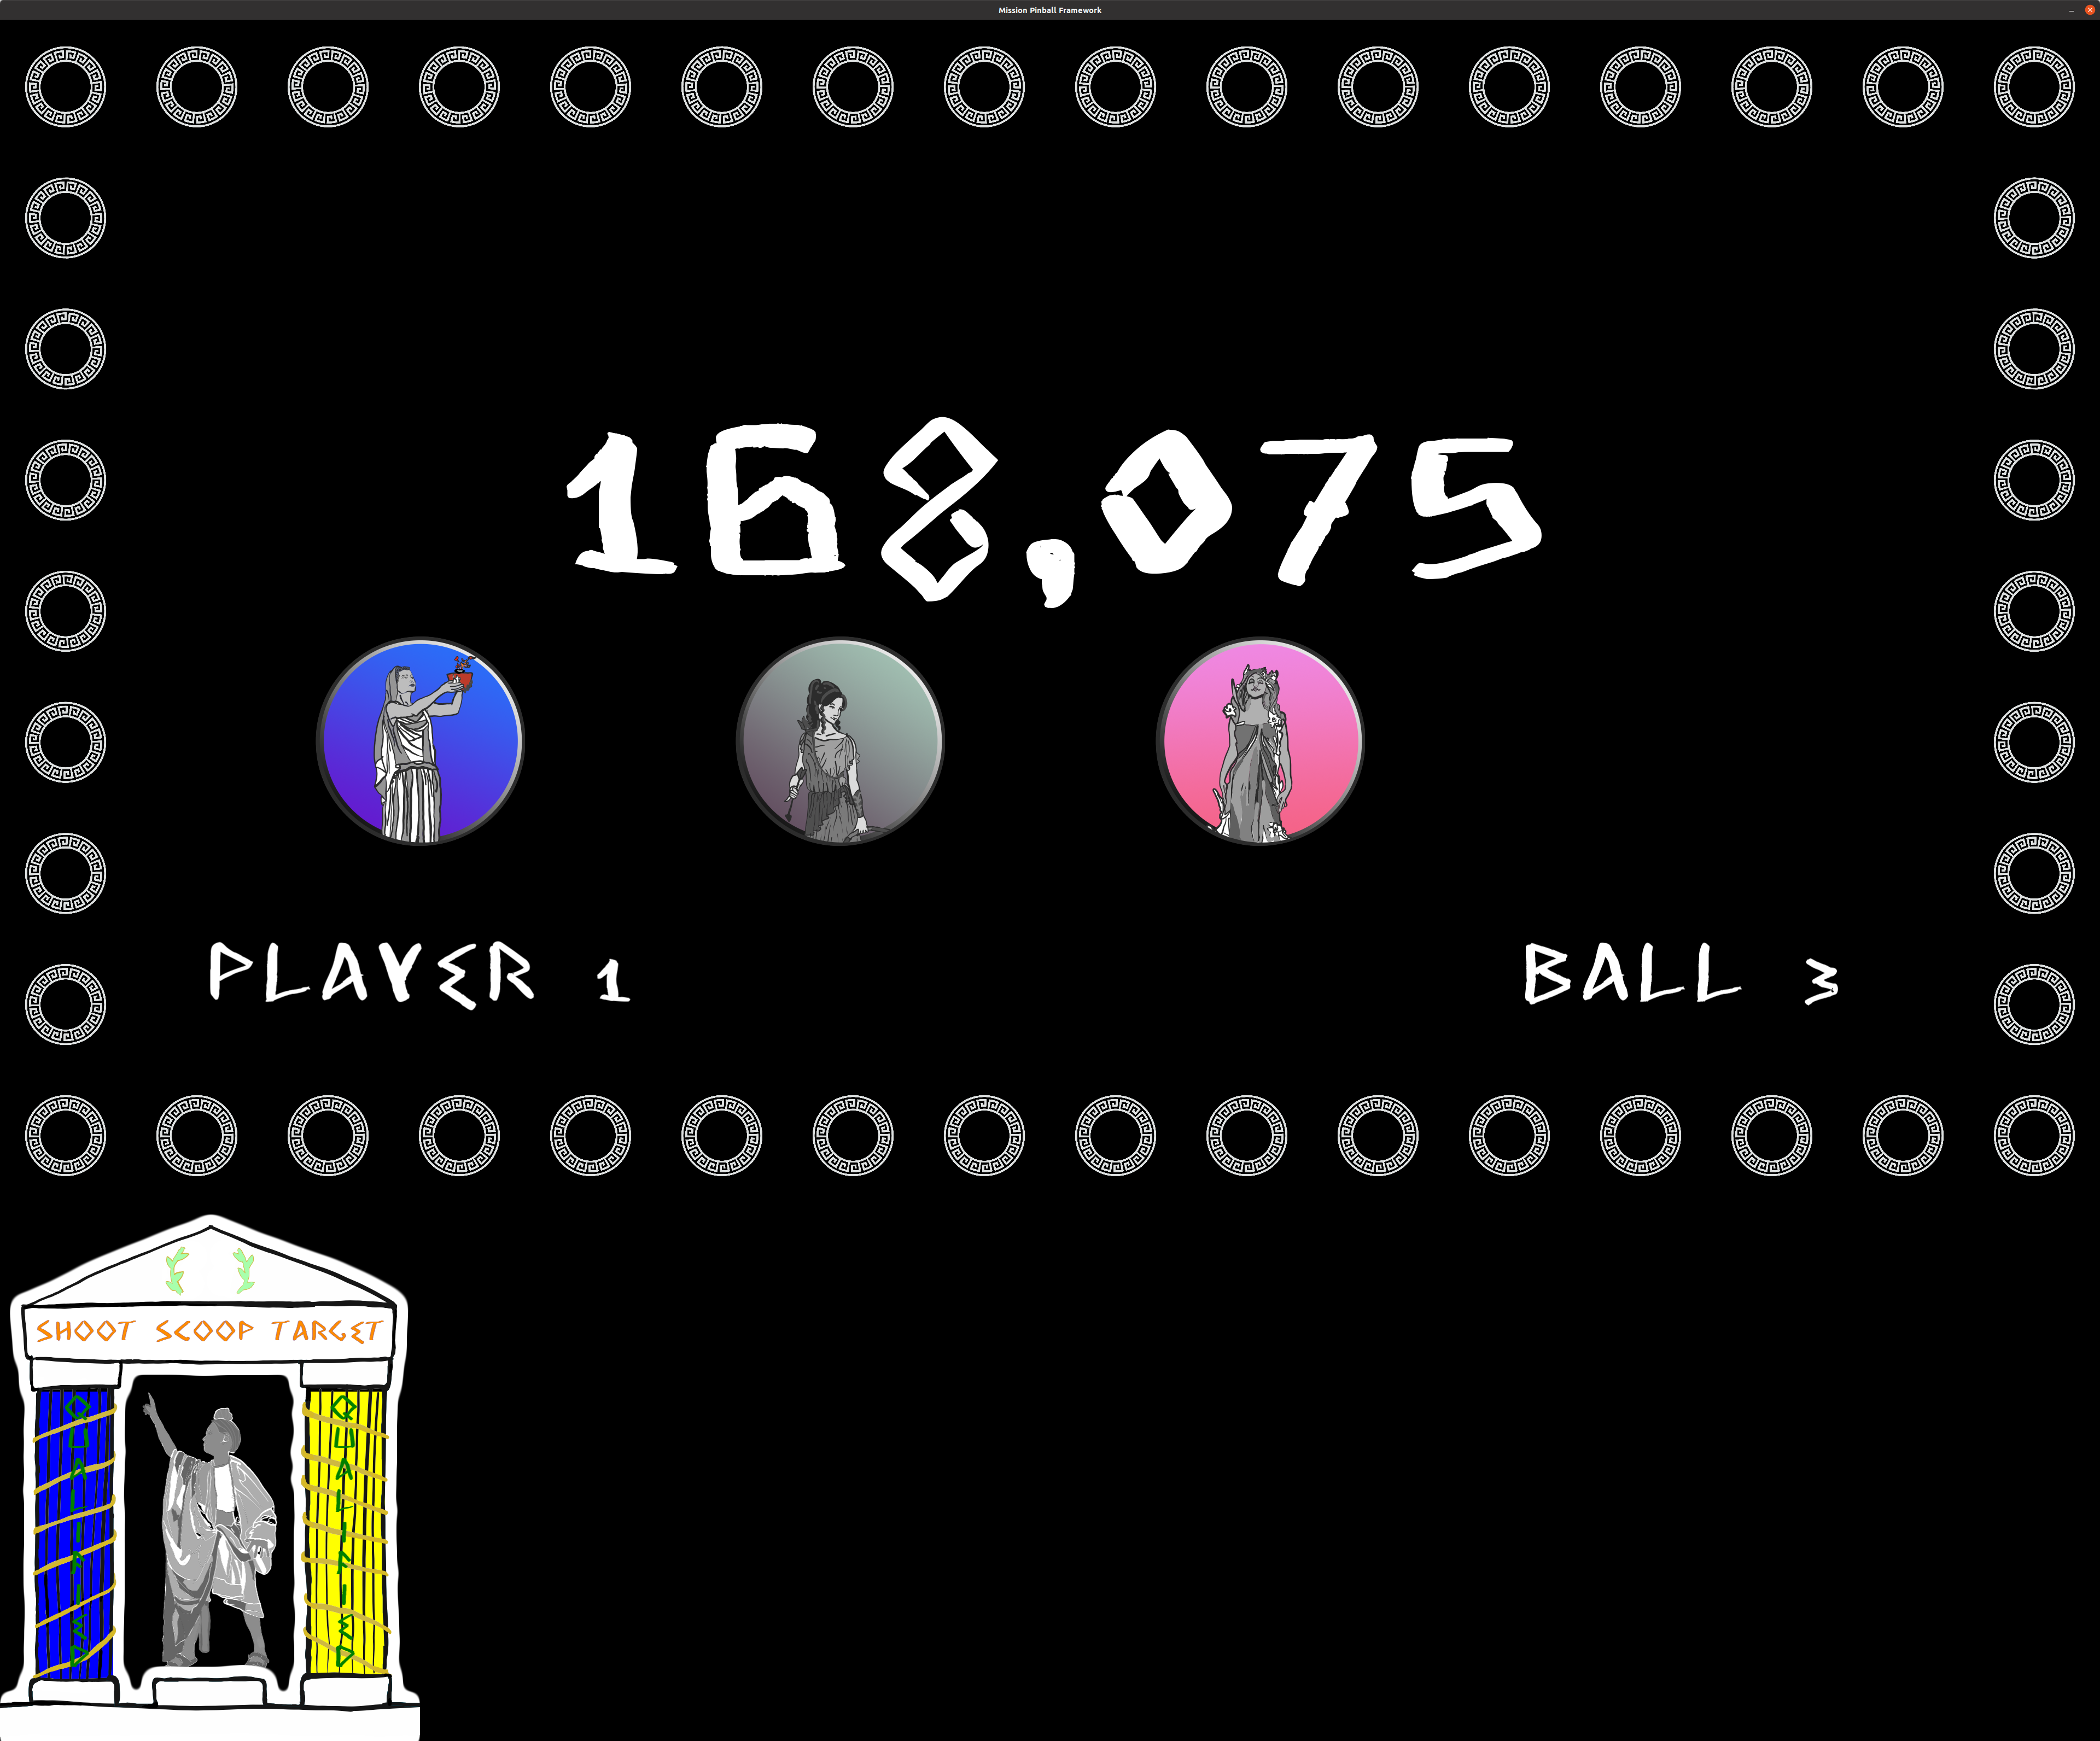 Mission Pinball Framework
168,075
PLAYER 1
BALL 3
SHOOT SCOOP TARGET
QUALIFIED
QUALIFIED